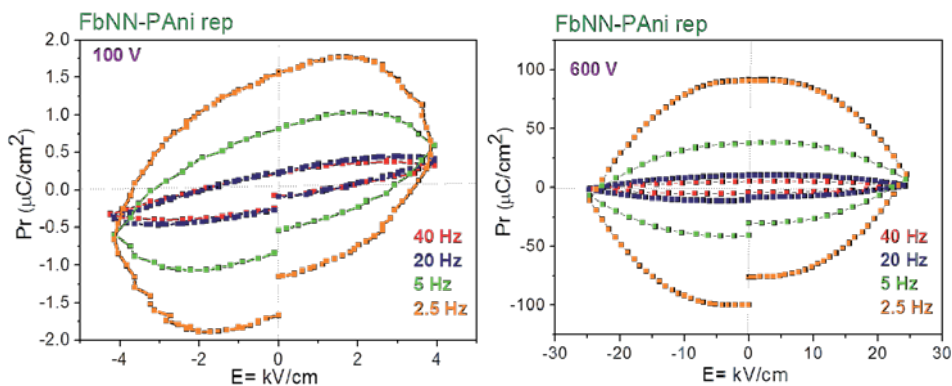 FbNN-PAni rep
100 V
2.0
1.5
1.0
0.5
0.0
-0.5
-1.0
-1.5
-2.0
Pr (μC/cm²)
40 Hz
20 Hz
5 Hz
2.5 Hz
-4
-2
0
2
4
E= kV/cm
FbNN-PAni rep
600 V
100
50
0
-50
-100
Pr (μC/cm²)
40 Hz
20 Hz
5 Hz
2.5 Hz
-30
-20
-10
0
10
20
30
E= kV/cm